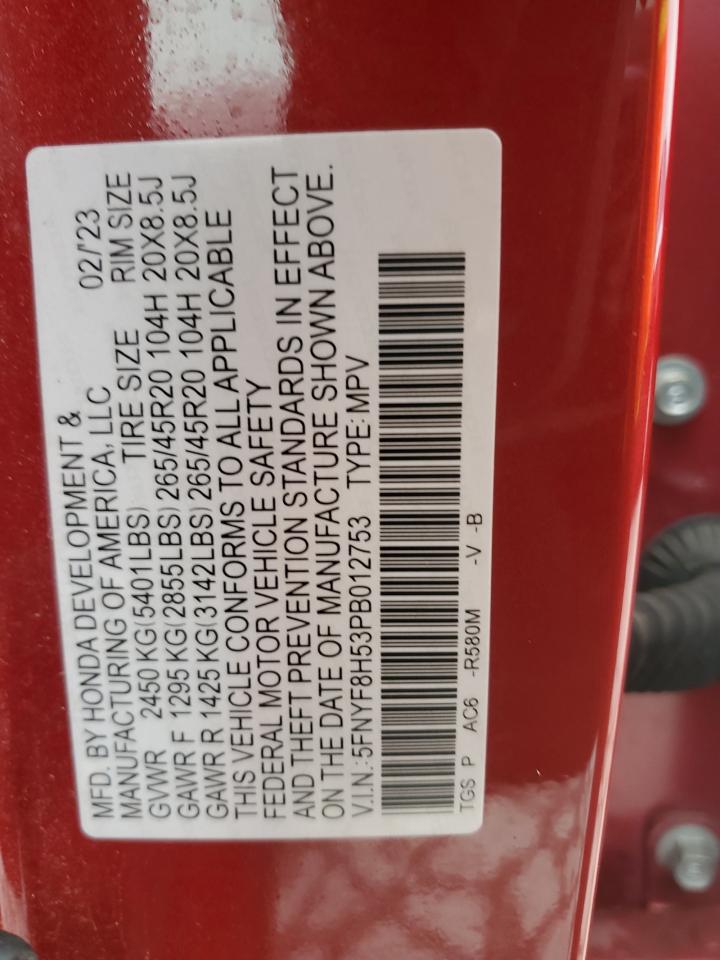 MFD. BY HONDA DEVELOPMENT &
MANUFACTURING OF AMERICA, LLC 02/'23
GVWR 2450 KG(5401LBS) TIRE SIZE RIM SIZE
GAWR F 1295 KG(2855LBS) 265/45R20 104H 20X8.5J
GAWR R 1425 KG(3142LBS) 265/45R20 104H 20X8.5J
THIS VEHICLE CONFORMS TO ALL APPLICABLE
FEDERAL MOTOR VEHICLE SAFETY
AND THEFT PREVENTION STANDARDS IN EFFECT
ON THE DATE OF MANUFACTURE SHOWN ABOVE.
V.I.N.: 5FNYF8H53PB012753 TYPE: MPV
TGS P AC6 -R580M -V -B